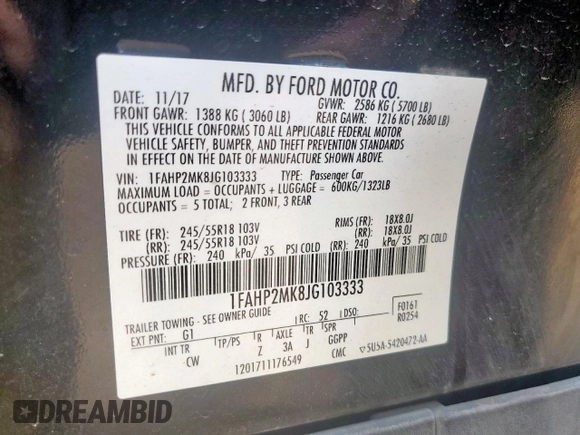 MFD. BY FORD MOTOR CO.
DATE: 11/17 GVWR: 2586 KG ( 5700 LB)
FRONT GAWR: 1388 KG ( 3060 LB) REAR GAWR: 1216 KG ( 2680 LB)
THIS VEHICLE CONFORMS TO ALL APPLICABLE FEDERAL MOTOR
VEHICLE SAFETY, BUMPER, AND THEFT PREVENTION STANDARDS
IN EFFECT ON THE DATE OF MANUFACTURE SHOWN ABOVE.
VIN: 1FAHP2MK8JG103333 TYPE: Passenger Car
MAXIMUM LOAD = OCCUPANTS + LUGGAGE = 600KG/1323LB
OCCUPANTS = 5 TOTAL; 2 FRONT, 3 REAR
TIRE (FR): 245/55R18 103V RIMS (FR): 18X8.0J
(RR): 245/55R18 103V (RR): 18X8.0J
PRESSURE (FR): 240 kPa/ 35 PSI COLD (RR): 240 kPa/ 35 PSI COLD
1FAHP2MK8JG103333
TRAILER TOWING - SEE OWNER GUIDE
F0161
R0254
EXT PNT: G1 RC: 52 DSO:
INT TR TP/PS R AXLE TR GGPP
CW Z 3A J CMC
1201711176549
5U5A-5420472-AA
DREAMBID